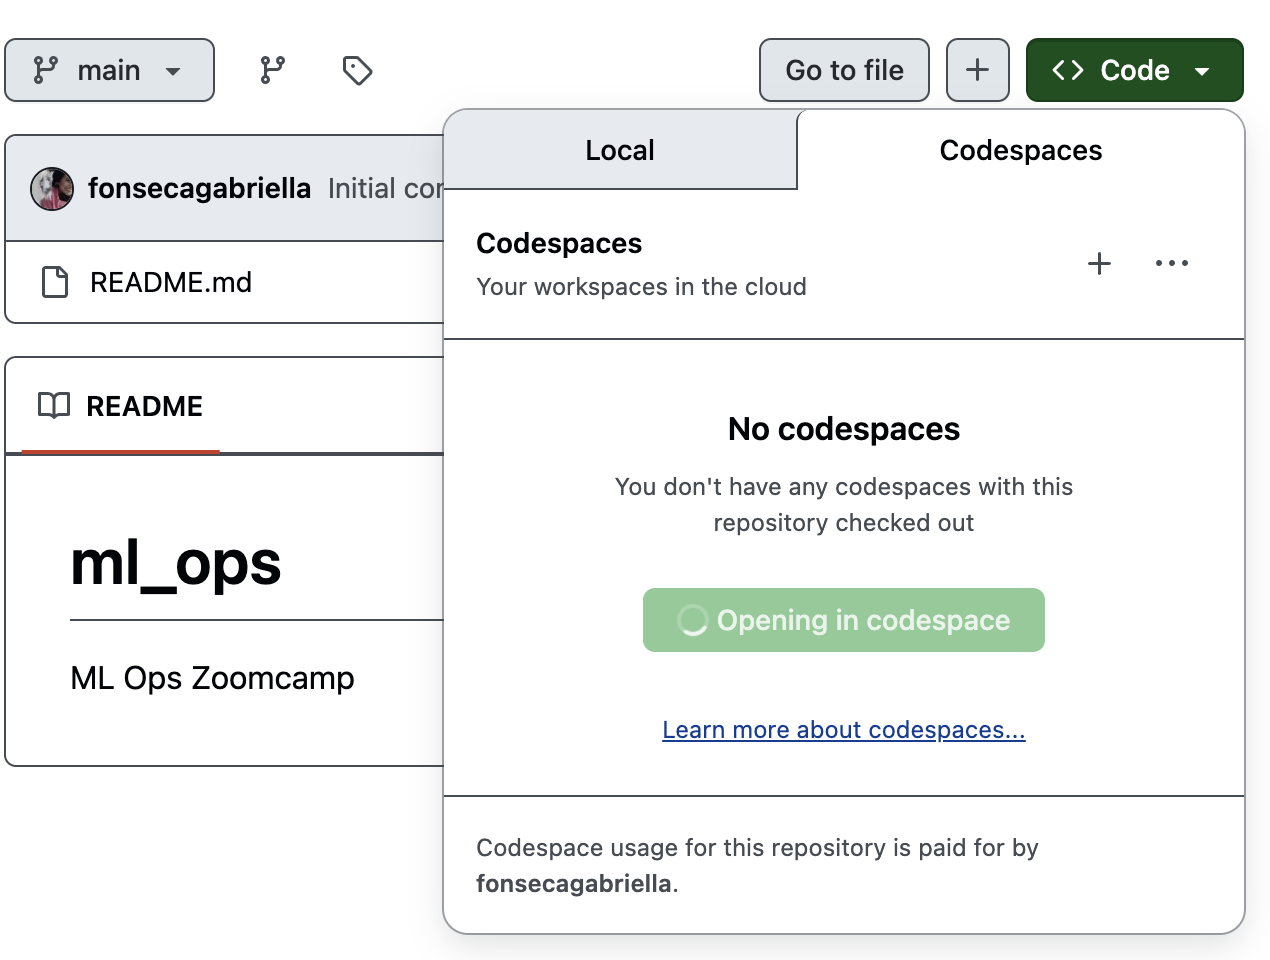 main
Go to file
Code
Local
Codespaces
fonsecagabriella Initial cor
README.md
Codespaces
Your workspaces in the cloud
README
No codespaces
You don't have any codespaces with this
repository checked out
Opening in codespace
Learn more about codespaces...
ml_ops
ML Ops Zoomcamp
Codespace usage for this repository is paid for by
fonsecagabriella.